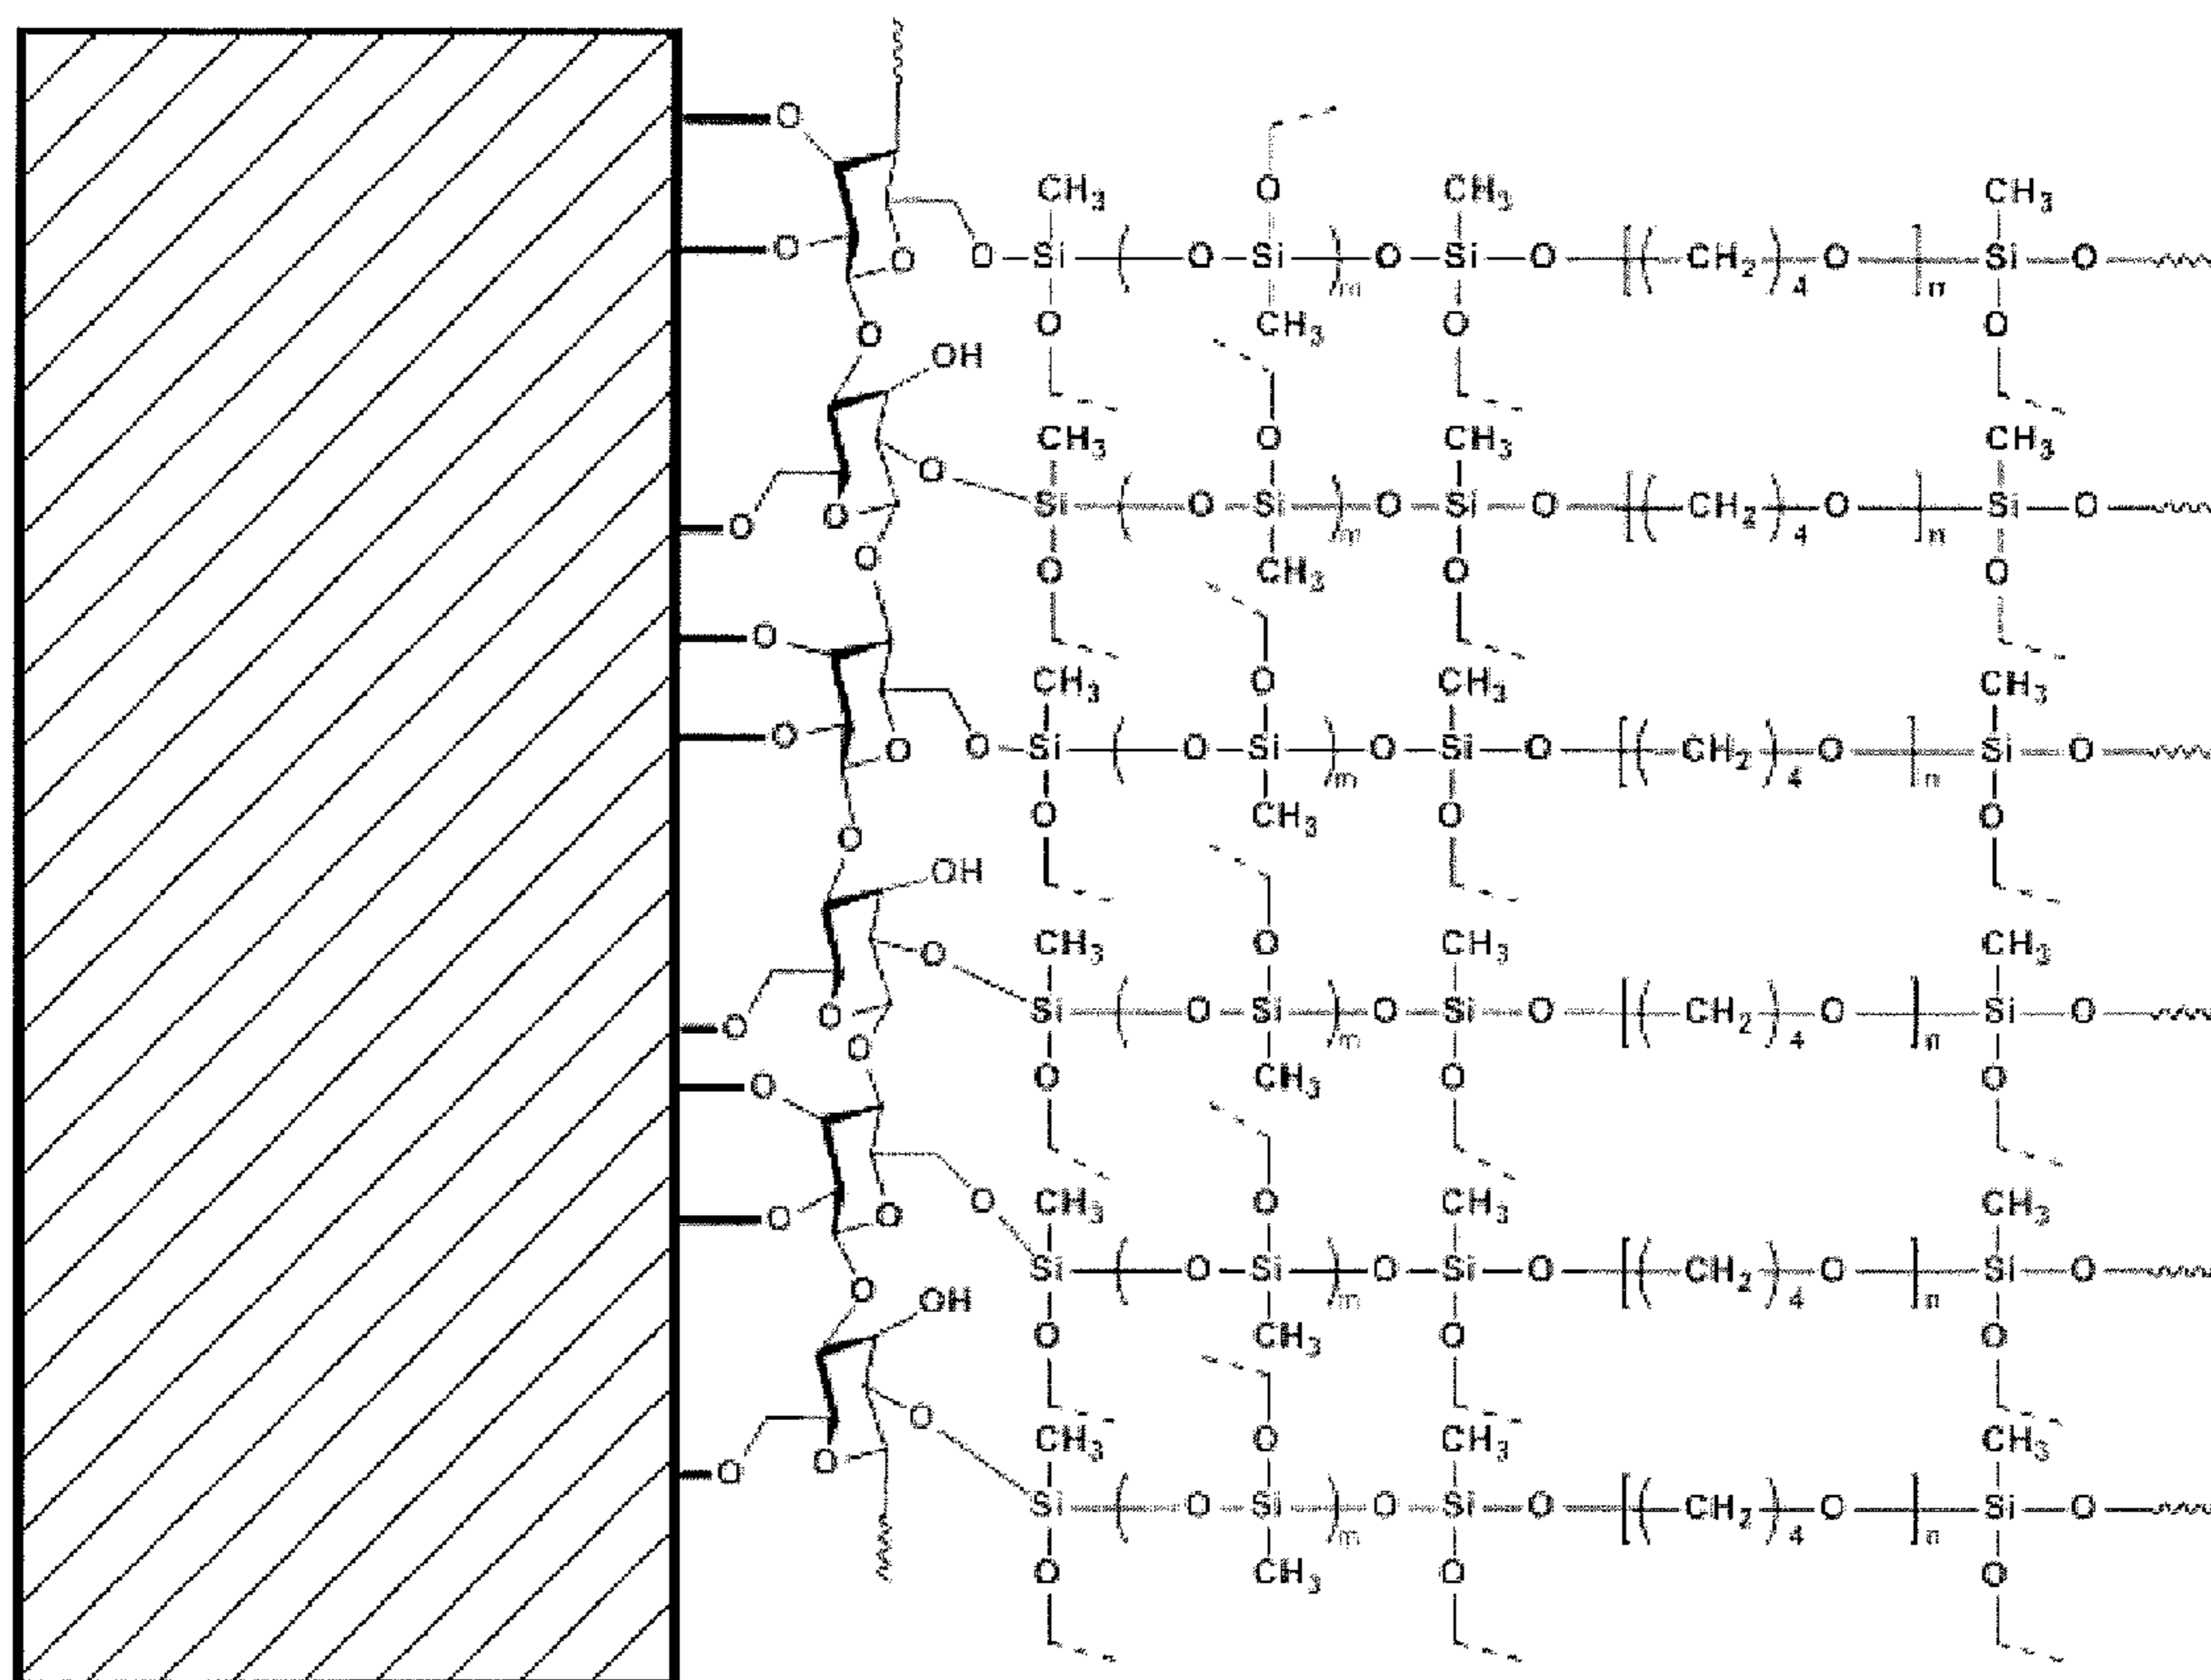 O
CH3 O CH3 CH3
O O O Si ( O Si )m O Si O [( CH2 )4 O ]n Si O
O O CH3 O O
OH
CH3 O CH3 CH3
O
O O Si ( O Si )m O Si O [( CH2 )4 O ]n Si O
O O CH3 O O
O
CH3 O CH3 CH3
O O O Si ( O Si )m O Si O [( CH2 )4 O ]n Si O
O O CH3 O O
OH
O CH3 O CH3 CH3
O O Si ( O Si )m O Si O [( CH2 )4 O ]n Si O
O O O CH3 O O
O O CH3 O CH3 CH3
O O Si ( O Si )m O Si O [( CH2 )4 O ]n Si O
O OH O CH3 O O
O CH3 O CH3 CH3
O O Si ( O Si )m O Si O [( CH2 )4 O ]n Si O
O CH3 O O